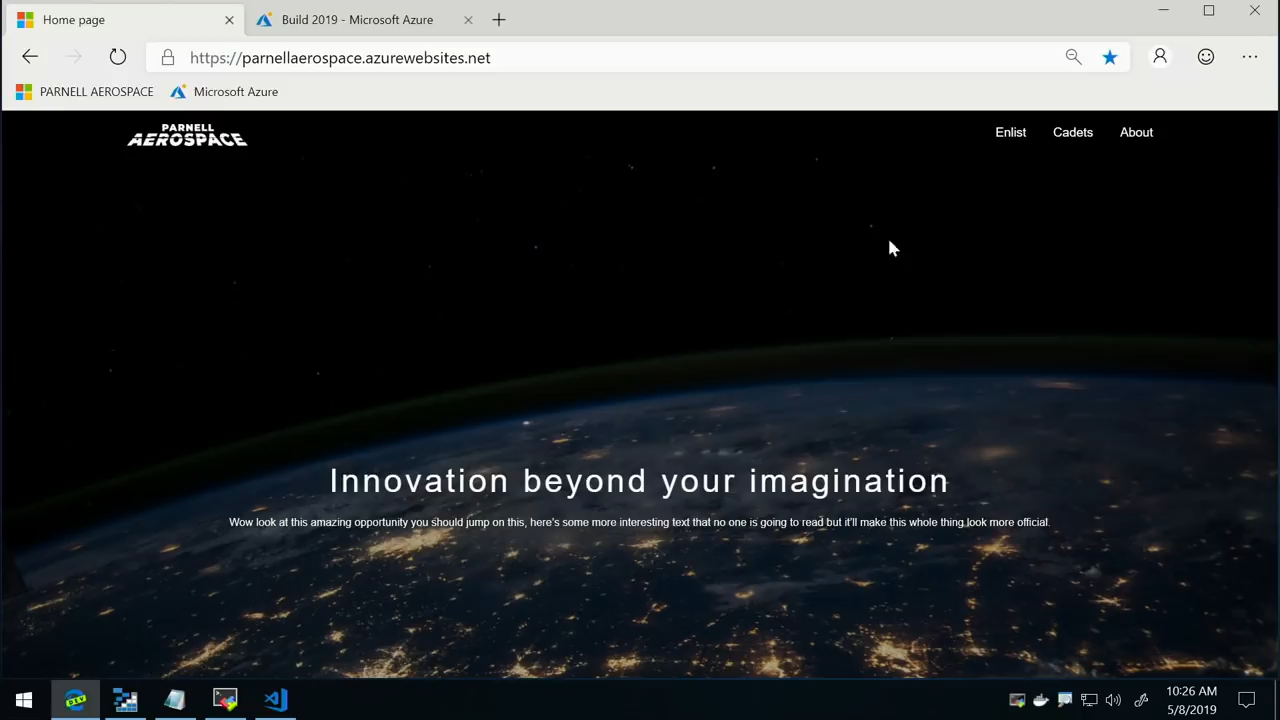 Home page
Build 2019 - Microsoft Azure
https://parnellaerospace.azurewebsites.net
PARNELL AEROSPACE
Microsoft Azure
PARNELL
AEROSPACE
Enlist
Cadets
About
Innovation beyond your imagination
Wow look at this amazing opportunity you should jump on this, here's some more interesting text that no one is going to read but it'll make this whole thing look more official.
DEV
10:26 AM
5/8/2019